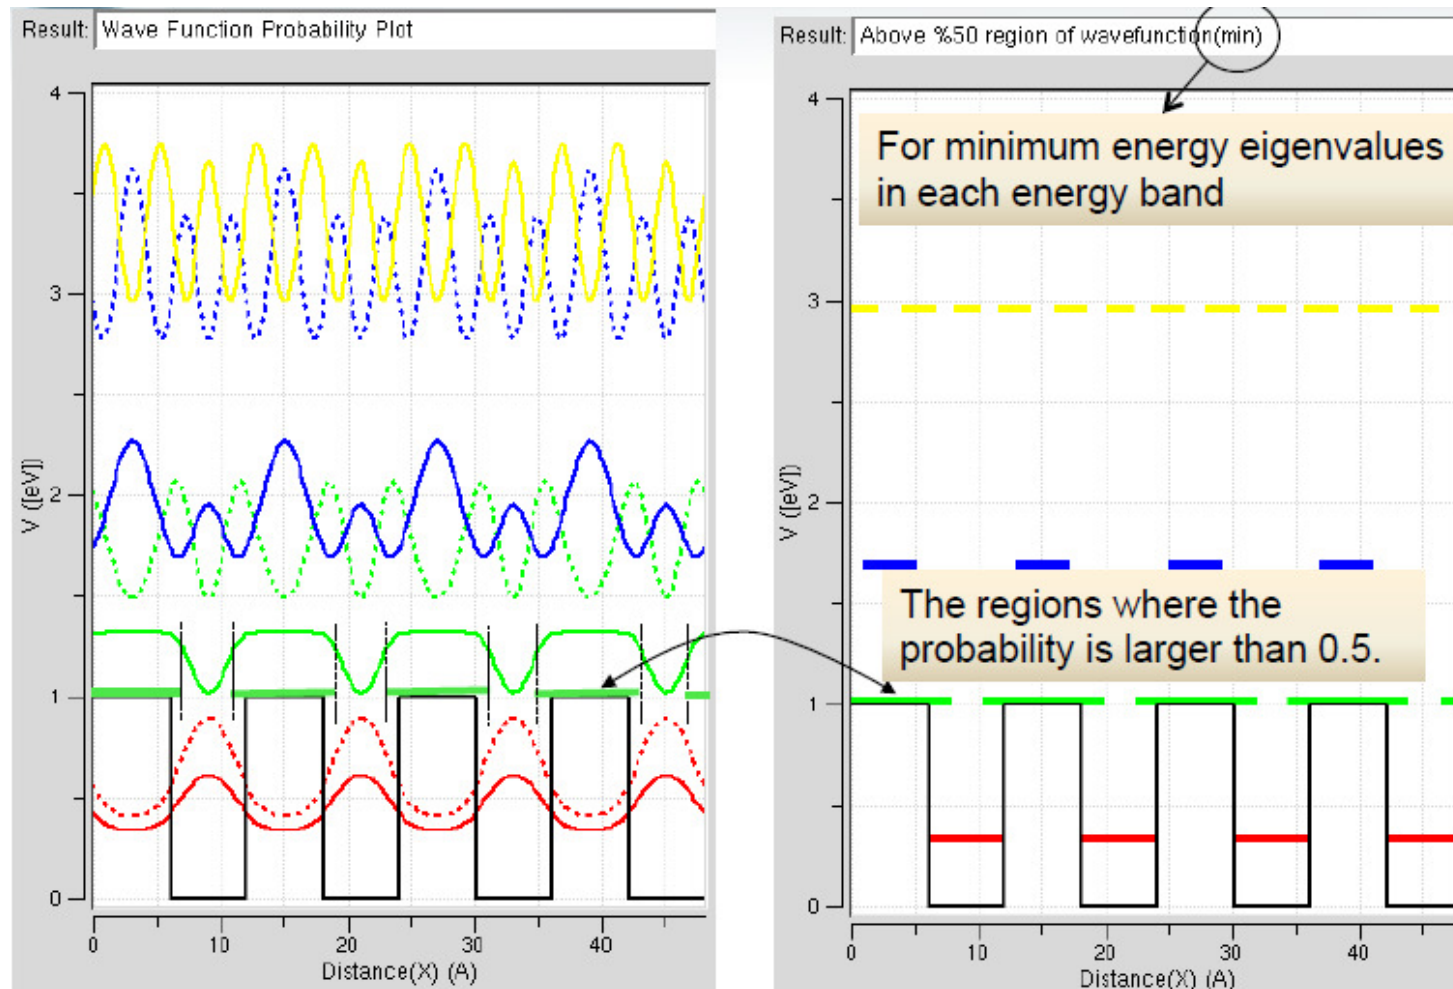 Result: Wave Function Probability Plot
4
3
2
1
0
V ([eV])
0 10 20 30 40
Distance(X) (A)
Result: Above %50 region of wavefunction(min)
For minimum energy eigenvalues
in each energy band
The regions where the
probability is larger than 0.5.
4
3
2
1
0
V ([eV])
0 10 20 30 40
Distance(X) (A)